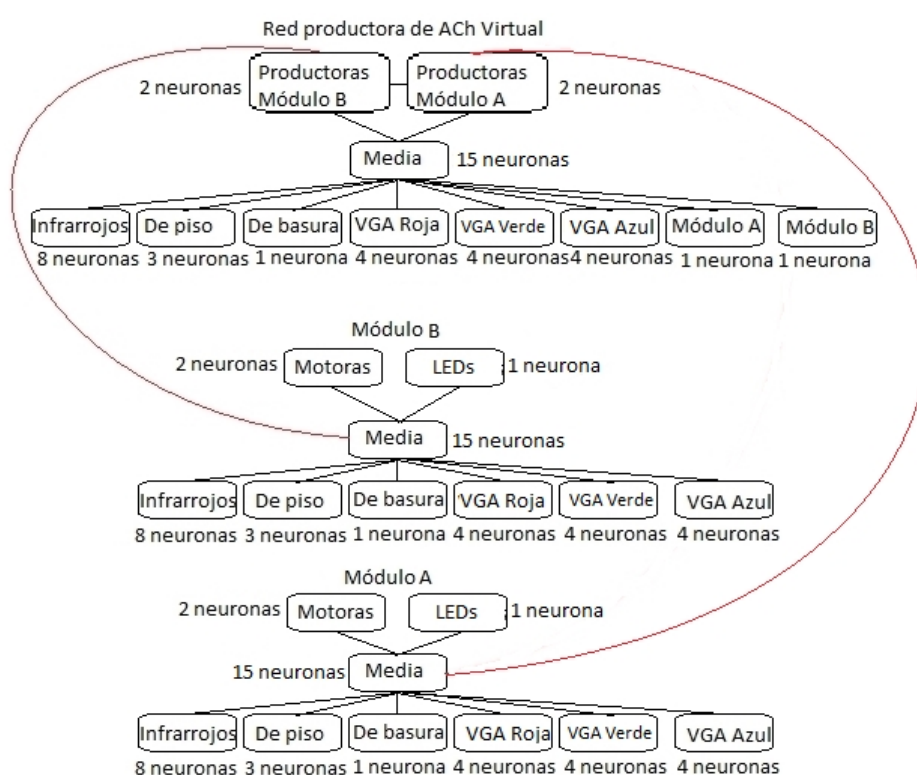 Red productora de ACh Virtual
2 neuronas
Productoras
Módulo B
Productoras
Módulo A
2 neuronas
Media
15 neuronas
Infrarrojos
De piso
De basura
VGA Roja
VGA Verde
VGA Azul
Módulo A
Módulo B
8 neuronas
3 neuronas
1 neurona
4 neuronas
4 neuronas
4 neuronas
1 neurona
1 neurona
Módulo B
2 neuronas
Motoras
LEDs
1 neurona
Media
15 neuronas
Infrarrojos
De piso
De basura
VGA Roja
VGA Verde
VGA Azul
8 neuronas
3 neuronas
1 neurona
4 neuronas
4 neuronas
4 neuronas
Módulo A
2 neuronas
Motoras
LEDs
1 neurona
15 neuronas
Media
Infrarrojos
De piso
De basura
VGA Roja
VGA Verde
VGA Azul
8 neuronas
3 neuronas
1 neurona
4 neuronas
4 neuronas
4 neuronas